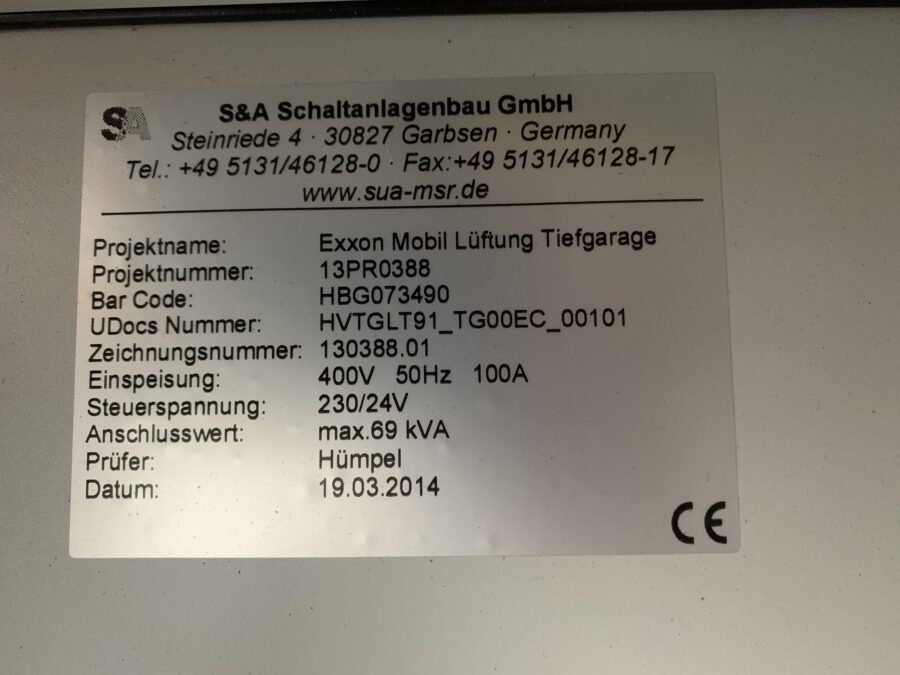 SA
S&A Schaltanlagenbau GmbH
Steinriede 4 · 30827 Garbsen · Germany
Tel.: +49 5131/46128-0 · Fax:+49 5131/46128-17
www.sua-msr.de
Projektname: Exxon Mobil Lüftung Tiefgarage
Projektnummer: 13PR0388
Bar Code: HBG073490
UDocs Nummer: HVTGLT91_TG00EC_00101
Zeichnungsnummer: 130388.01
Einspeisung: 400V 50Hz 100A
Steuerspannung: 230/24V
Anschlusswert: max.69 kVA
Prüfer: Hümpel
Datum: 19.03.2014
CE